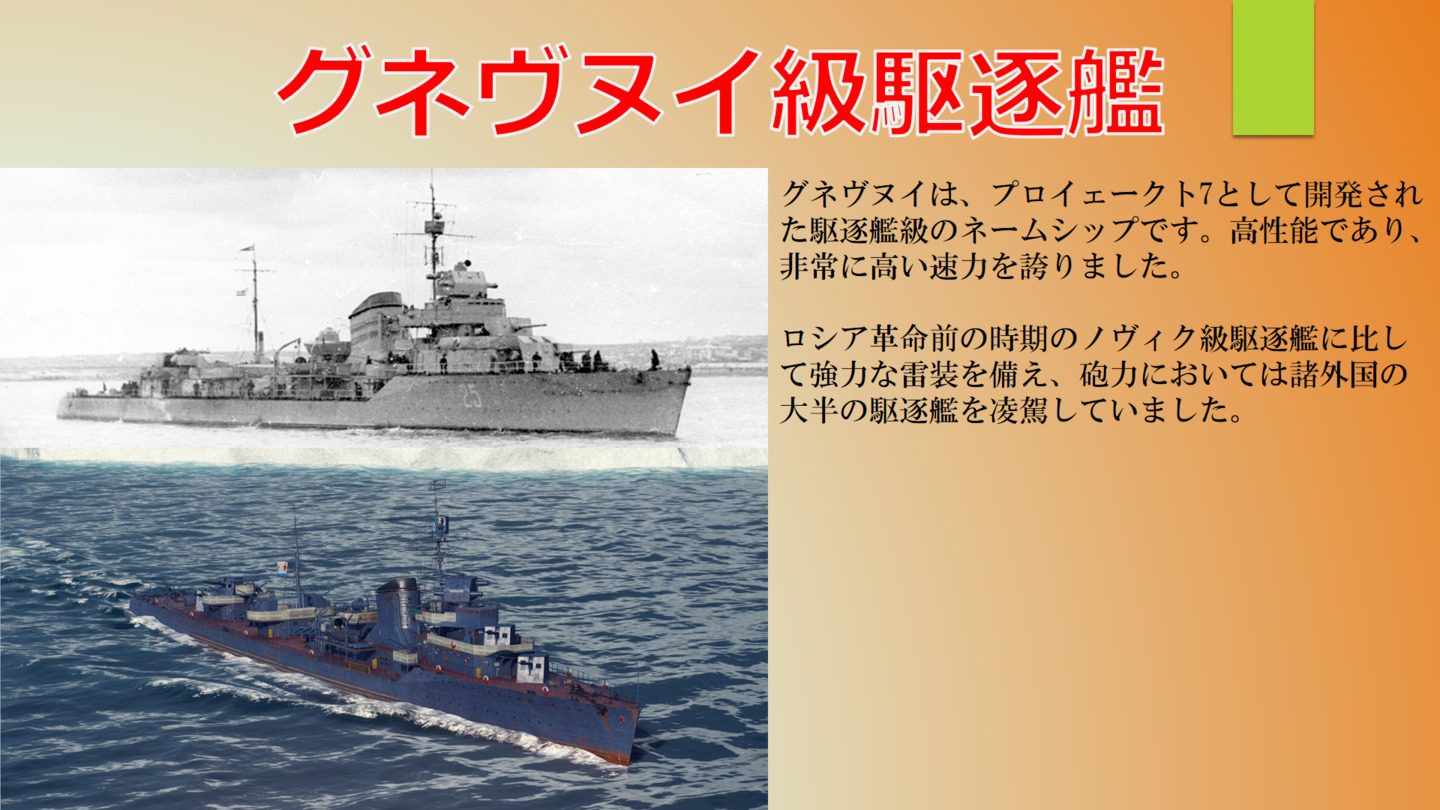 グネヴヌイ級駆逐艦
グネヴヌイは、プロイェークト7として開発され
た駆逐艦級のネームシップです。高性能であり、
非常に高い速力を誇りました。
ロシア革命前の時期のノヴィク級駆逐艦に比し
て強力な雷装を備え、砲力においては諸外国の
大半の駆逐艦を凌駕していました。
25